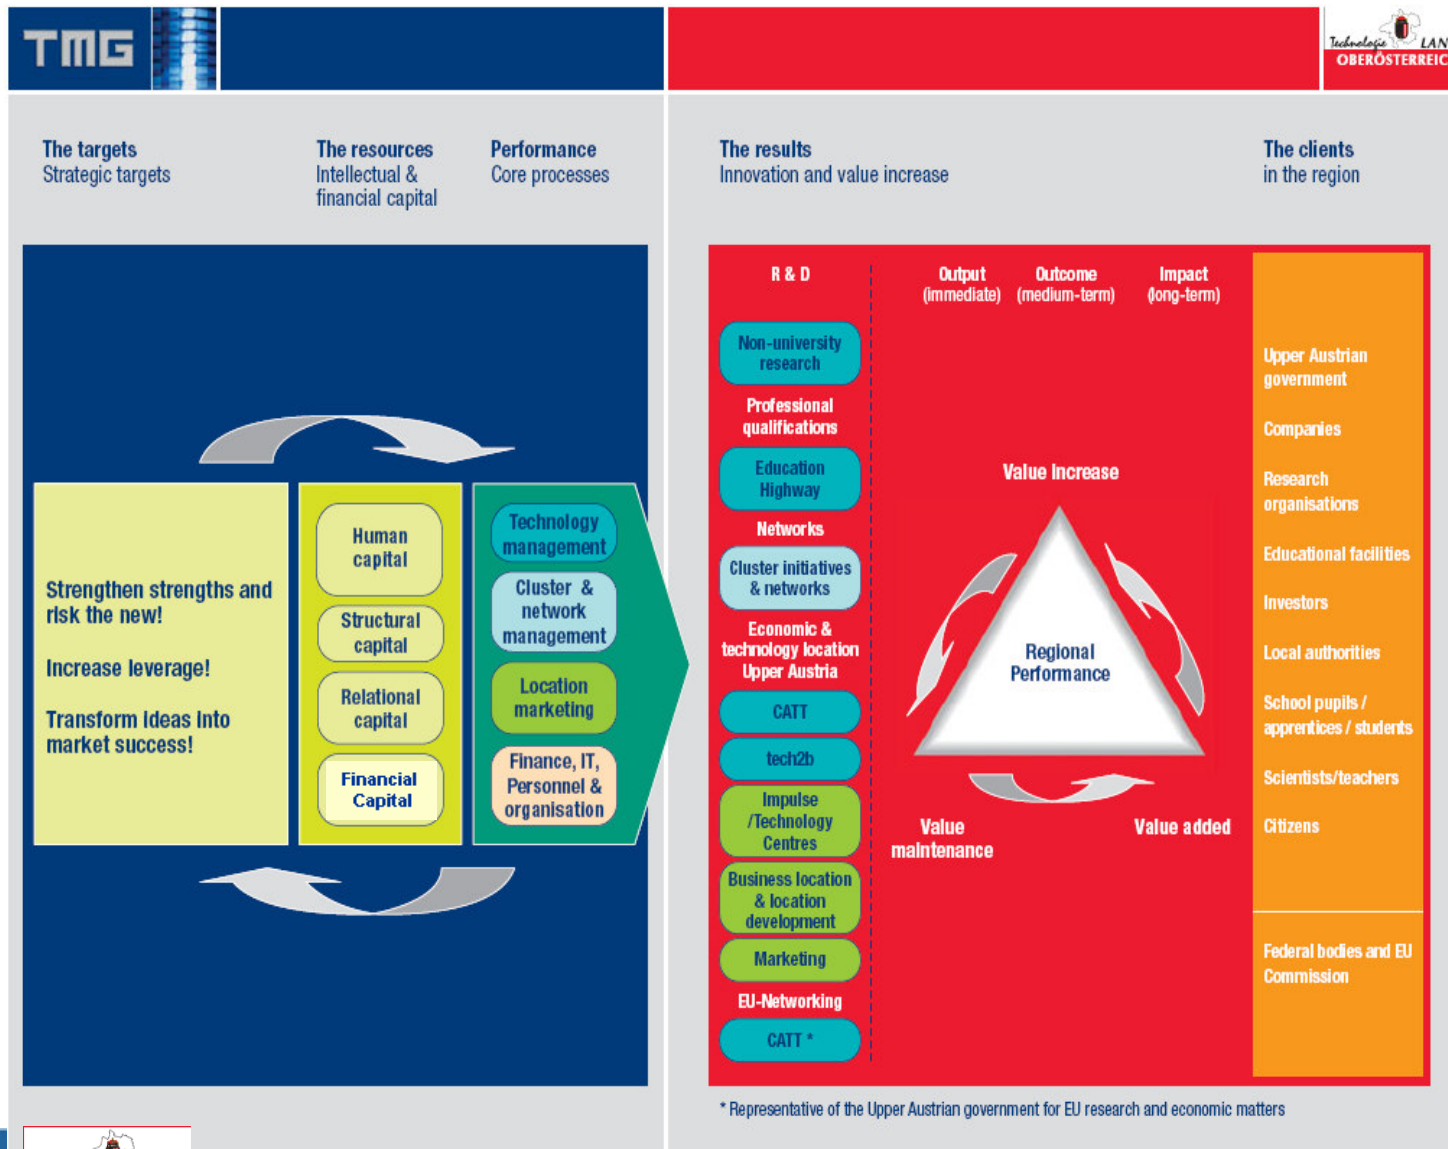 TMG
Technologie LAN
OBERÖSTERREIC
The targets
Strategic targets
The resources
Intellectual &
financial capital
Performance
Core processes
The results
Innovation and value increase
The clients
in the region
Strengthen strengths and
risk the new!
Increase leverage!
Transform ideas into
market success!
Human
capital
Structural
capital
Relational
capital
Financial
Capital
Technology
management
Cluster &
network
management
Location
marketing
Finance, IT,
Personnel &
organisation
R & D
Non-university
research
Professional
qualifications
Education
Highway
Networks
Cluster initiatives
& networks
Economic &
technology location
Upper Austria
CATT
tech2b
Impulse
/Technology
Centres
Business location
& location
development
Marketing
EU-Networking
CATT *
Output
(immediate)
Outcome
(medium-term)
Impact
(long-term)
Value Increase
Regional
Performance
Value
maintenance
Value added
Upper Austrian
government
Companies
Research
organisations
Educational facilities
Investors
Local authorities
School pupils /
apprentices / students
Scientists/teachers
Citizens
Federal bodies and EU
Commission
* Representative of the Upper Austrian government for EU research and economic matters